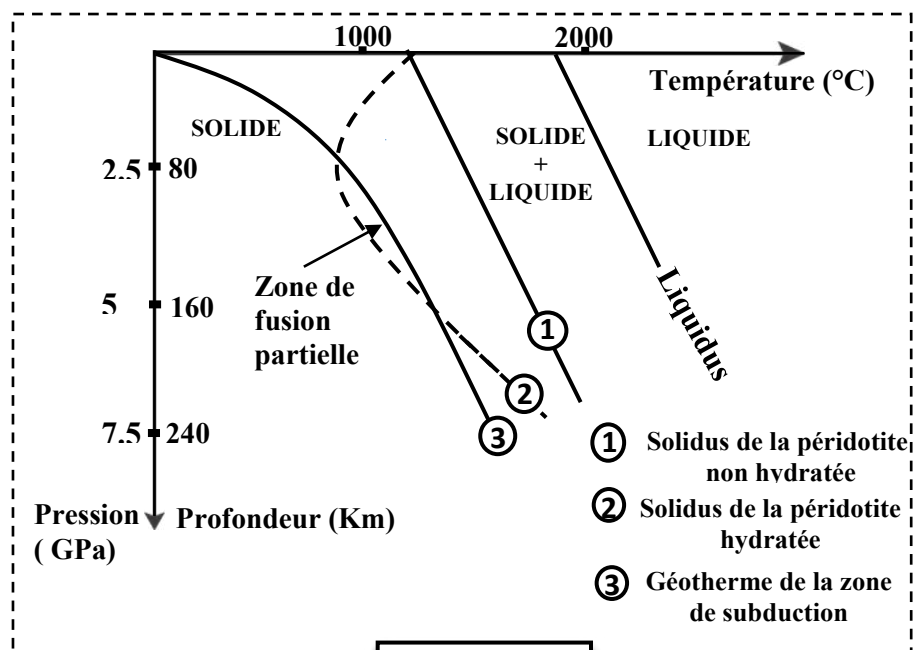 1000
2000
Température (°C)
SOLIDE
SOLIDE
+
LIQUIDE
LIQUIDE
2.5
80
Zone de
fusion
partielle
5
160
Liquidus
1
2
3
7.5
240
Pression
( GPa)
Profondeur (Km)
1 Solidus de la péridotite
non hydratée
2 Solidus de la péridotite
hydratée
3 Géotherme de la zone
de subduction